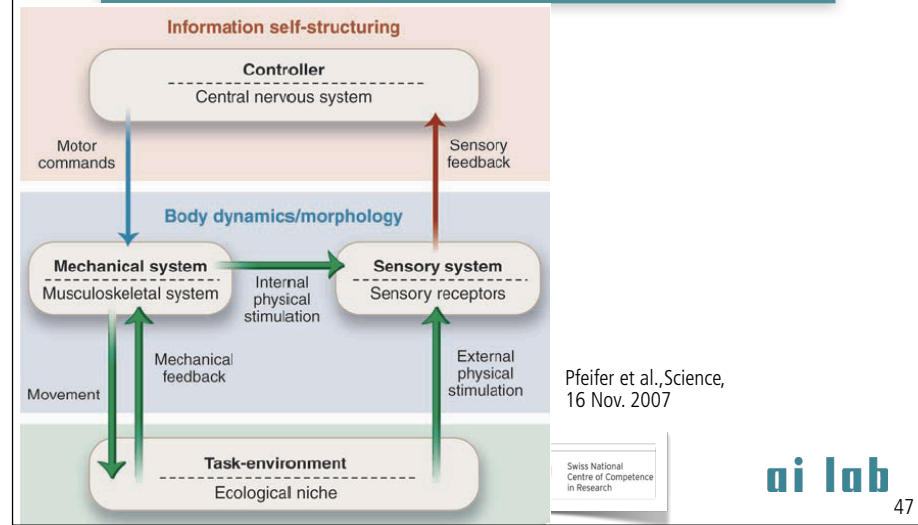 Information self-structuring
Controller
Central nervous system
Motor
commands
Sensory
feedback
Body dynamics/morphology
Mechanical system
Musculoskeletal system
Internal
physical
stimulation
Sensory system
Sensory receptors
Movement
Mechanical
feedback
External
physical
stimulation
Task-environment
Ecological niche
Pfeifer et al.,Science,
16 Nov. 2007
Swiss National
Centre of Competence
in Research
ai lab
47